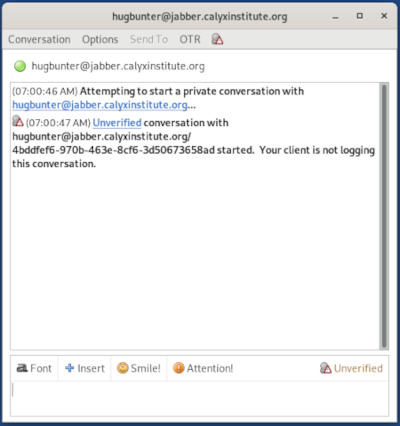 hugbunter@jabber.calyxinstitute.org
Conversation Options Send To OTR
hugbunter@jabber.calyxinstitute.org
(07:00:46 AM) Attempting to start a private conversation with
hugbunter@jabber.calyxinstitute.org...
(07:00:47 AM) Unverified conversation with
hugbunter@jabber.calyxinstitute.org/
4bddfef6-970b-463e-8cf6-3d50673658ad started. Your client is not logging
this conversation.
Font Insert Smile! Attention! Unverified